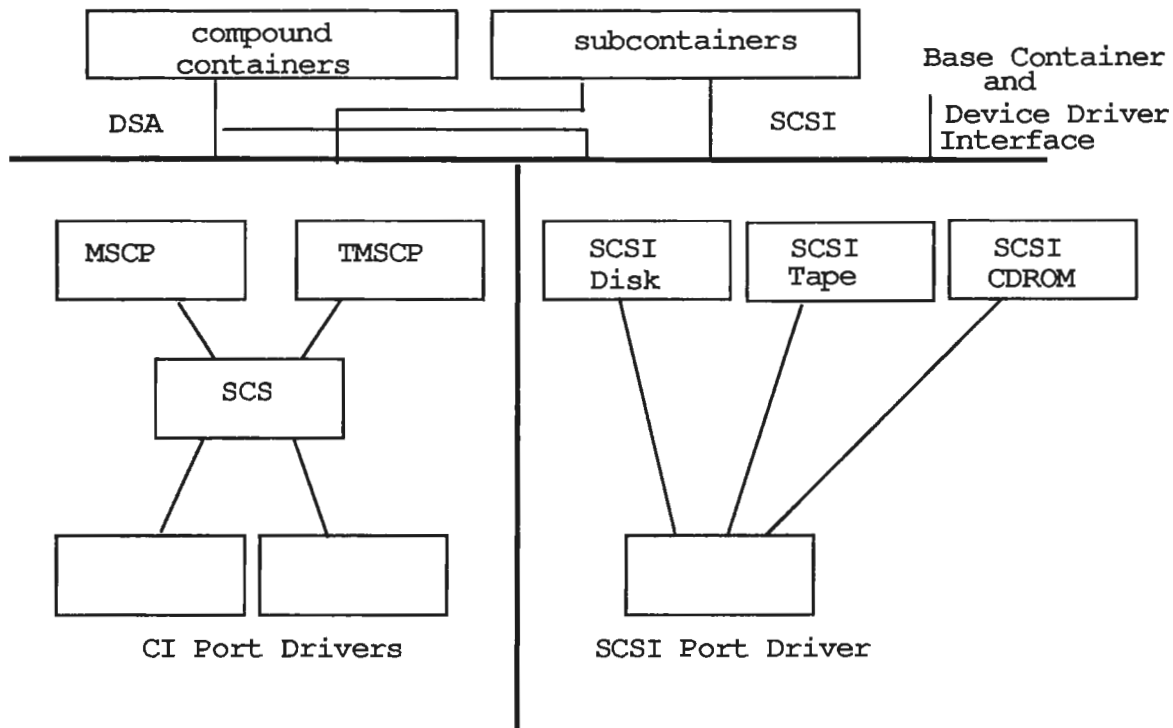 compound
containers
subcontainers
Base Container
and
Device Driver
Interface
DSA
SCSI
MSCP
TMSCP
SCSI
Disk
SCSI
Tape
SCSI
CDROM
SCS
CI Port Drivers
SCSI Port Driver